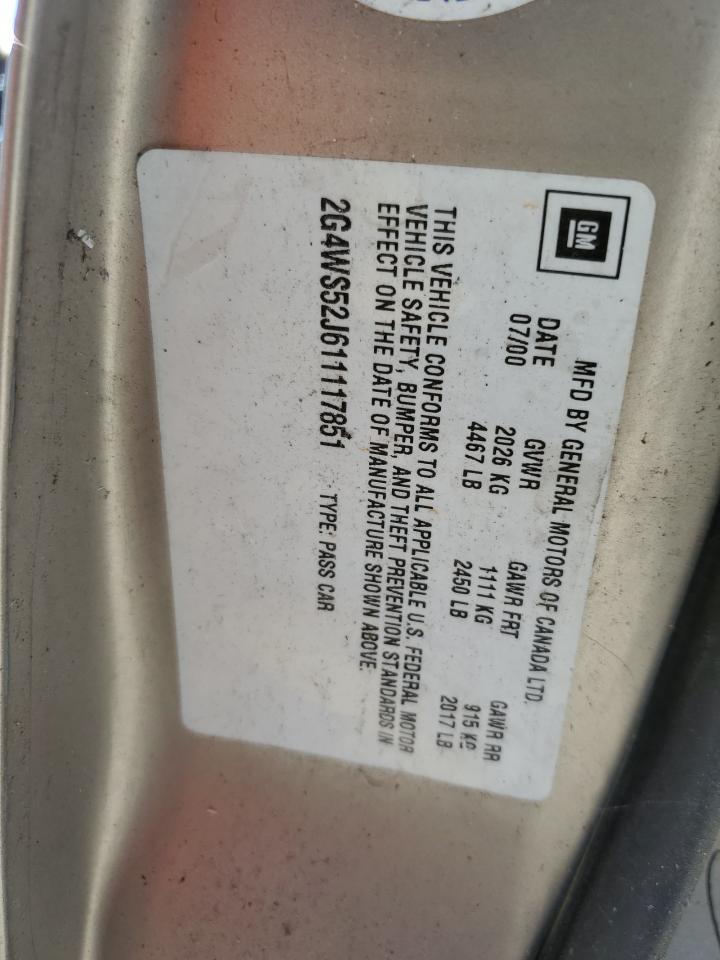 GM
MFD BY GENERAL MOTORS OF CANADA LTD.
DATE GVWR GAWR FRT GAWR RR
07/00 2026 KG 1111 KG 915 KG
4467 LB 2450 LB 2017 LB
THIS VEHICLE CONFORMS TO ALL APPLICABLE U.S. FEDERAL MOTOR
VEHICLE SAFETY, BUMPER, AND THEFT PREVENTION STANDARDS IN
EFFECT ON THE DATE OF MANUFACTURE SHOWN ABOVE.
2G4WS52J611117851 TYPE: PASS CAR